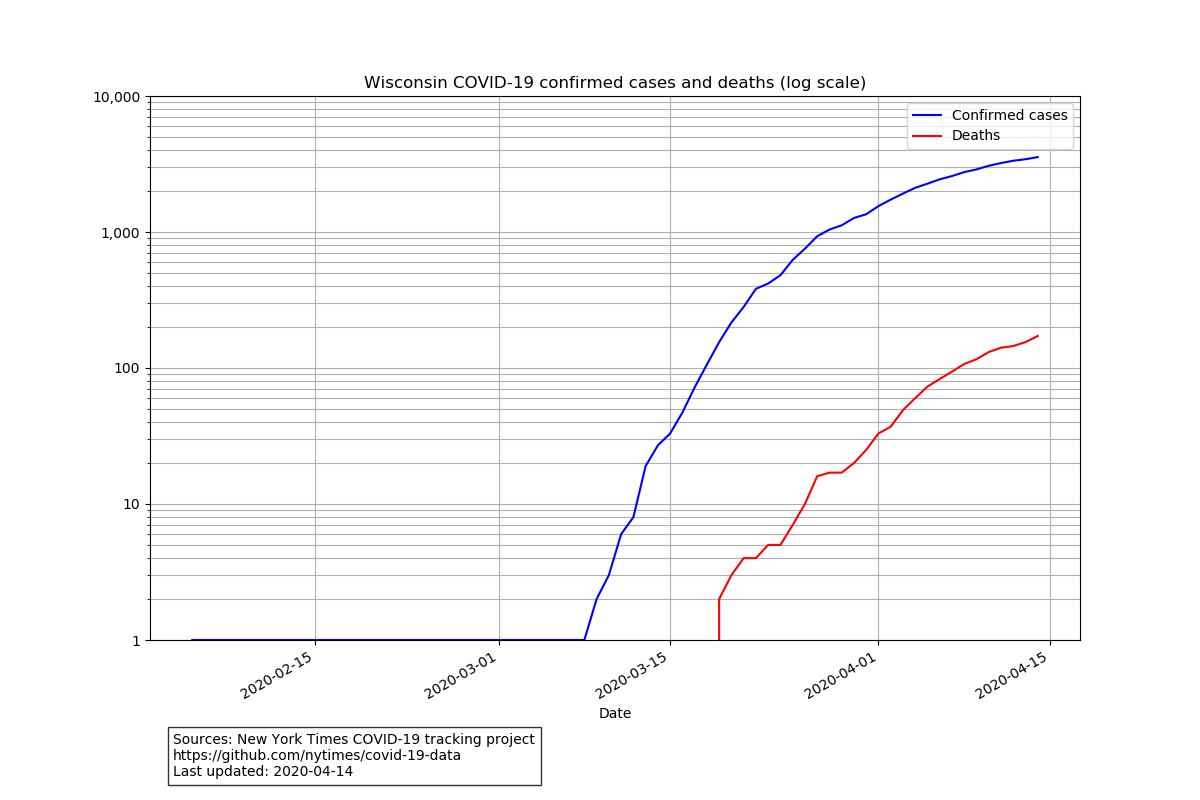 Wisconsin COVID-19 confirmed cases and deaths (log scale)
10,000
1,000
100
10
1
Confirmed cases
Deaths
2020-02-15
2020-03-01
2020-03-15
2020-04-01
2020-04-15
Date
Sources: New York Times COVID-19 tracking project
https://github.com/nytimes/covid-19-data
Last updated: 2020-04-14